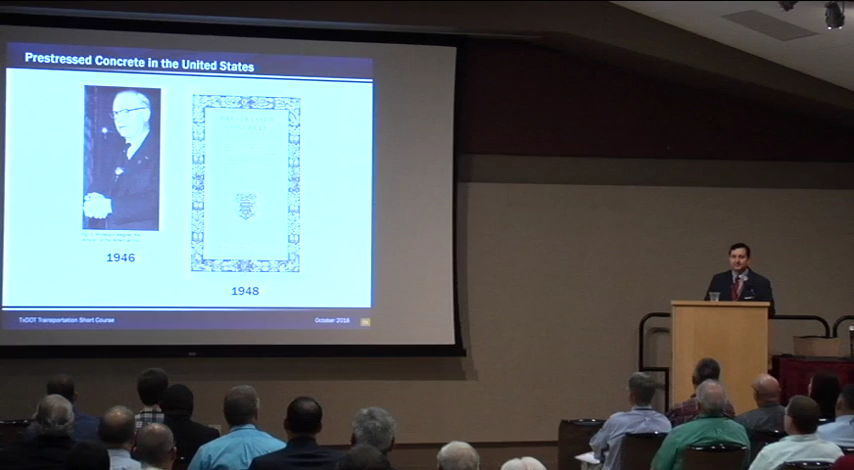 Prestressed Concrete in the United States
1946
1948
TxDOT Transportation Short Course
October 2016